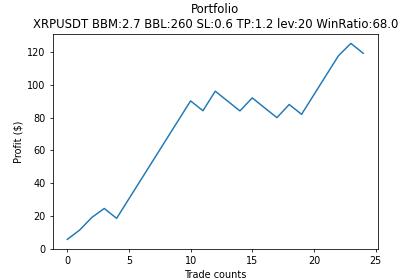 Portfolio
XRPUSDT BBM:2.7 BBL:260 SL:0.6 TP:1.2 lev:20 WinRatio:68.0
120
100
80
60
40
20
0
Profit ($)
0 5 10 15 20 25
Trade counts